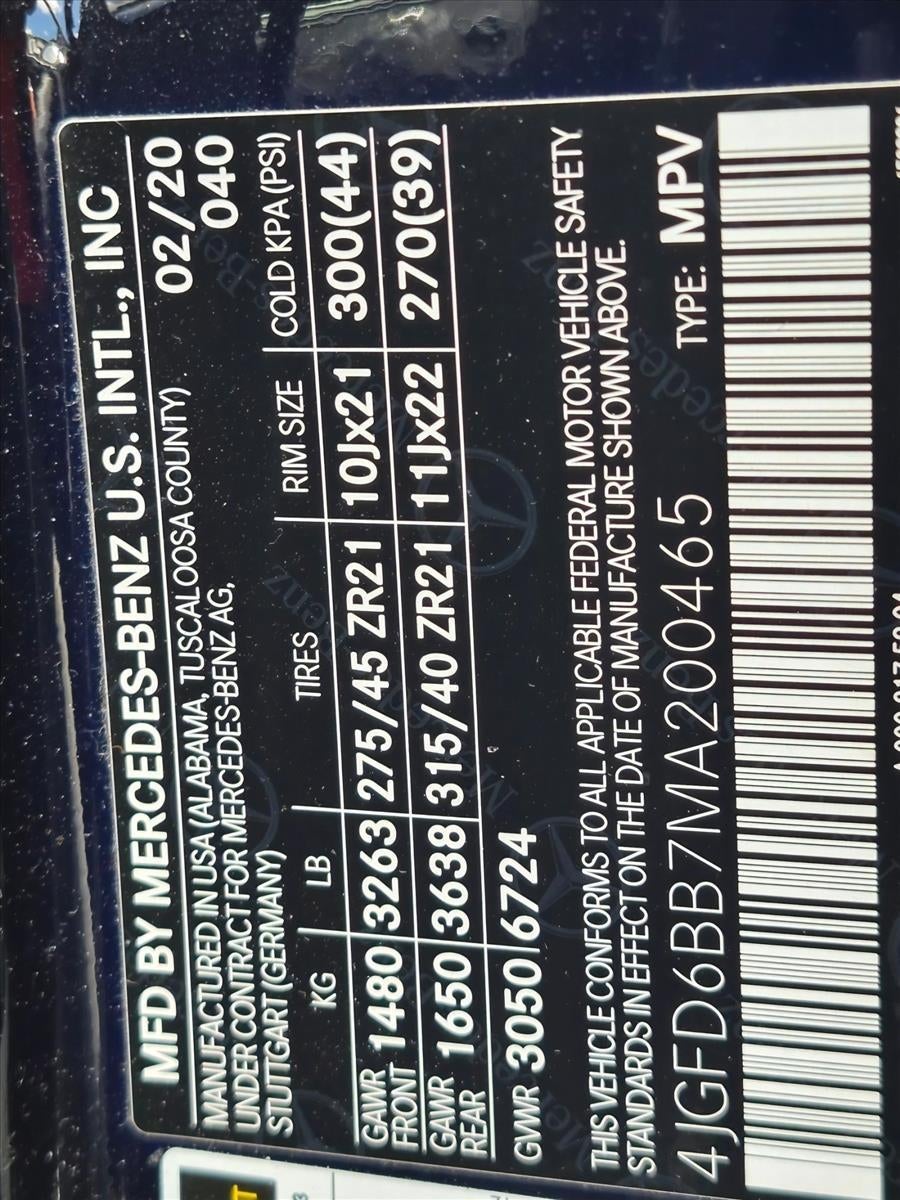 MFD BY MERCEDES-BENZ U.S. INTL., INC
MANUFACTURED IN USA (ALABAMA, TUSCALOOSA COUNTY) 02/20
UNDER CONTRACT FOR MERCEDES-BENZ AG, 040
STUTTGART (GERMANY)
KG LB TIRES RIM SIZE COLD KPA (PSI)
GAWR FRONT 1480 3263 275/45 ZR21 10Jx21 300(44)
GAWR REAR 1650 3638 315/40 ZR21 11Jx22 270(39)
GVWR 3050 6724
THIS VEHICLE CONFORMS TO ALL APPLICABLE FEDERAL MOTOR VEHICLE SAFETY
STANDARDS IN EFFECT ON THE DATE OF MANUFACTURE SHOWN ABOVE.
4JGFD6BB7MA200465 TYPE: MPV